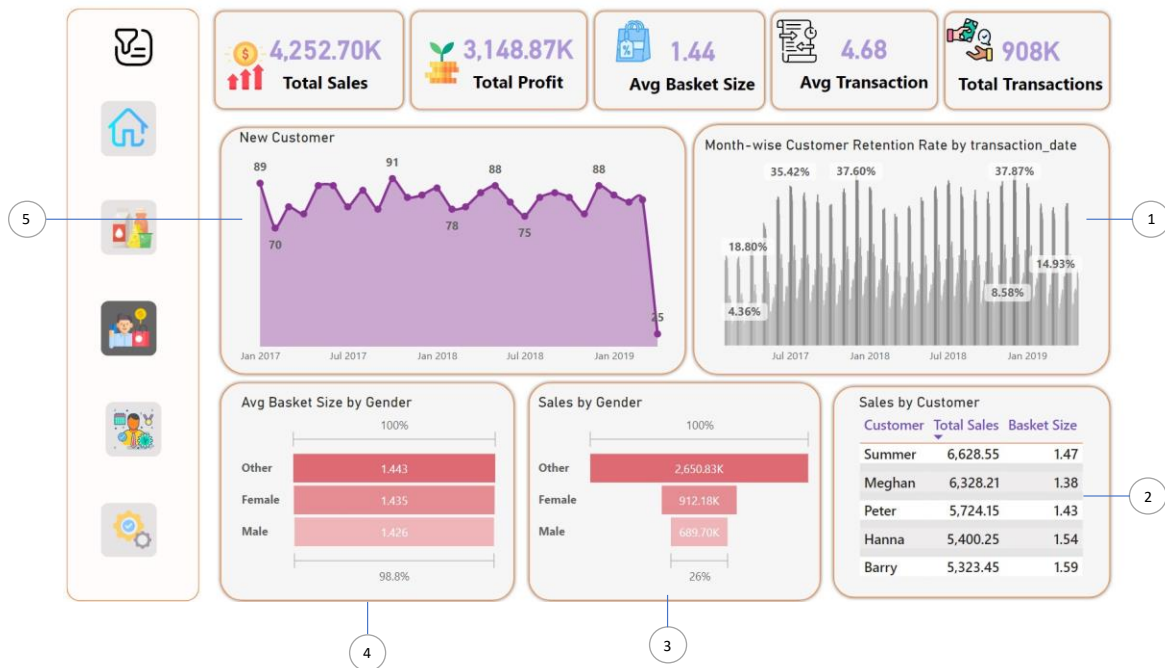 4,252.70K
Total Sales
3,148.87K
Total Profit
%
1.44
Avg Basket Size
4.68
Avg Transaction
908K
Total Transactions
New Customer
89
70
91
78
88
75
88
25
Jan 2017
Jul 2017
Jan 2018
Jul 2018
Jan 2019
5
Month-wise Customer Retention Rate by transaction_date
35.42%
37.60%
37.87%
18.80%
14.93%
8.58%
4.36%
Jul 2017
Jan 2018
Jul 2018
Jan 2019
1
Avg Basket Size by Gender
100%
Other 1.443
Female 1.435
Male 1.426
98.8%
4
Sales by Gender
100%
Other 2,650.83K
Female 912.18K
Male 689.70K
26%
3
Sales by Customer
Customer Total Sales Basket Size
Summer 6,628.55 1.47
Meghan 6,328.21 1.38
Peter 5,724.15 1.43
Hanna 5,400.25 1.54
Barry 5,323.45 1.59
2